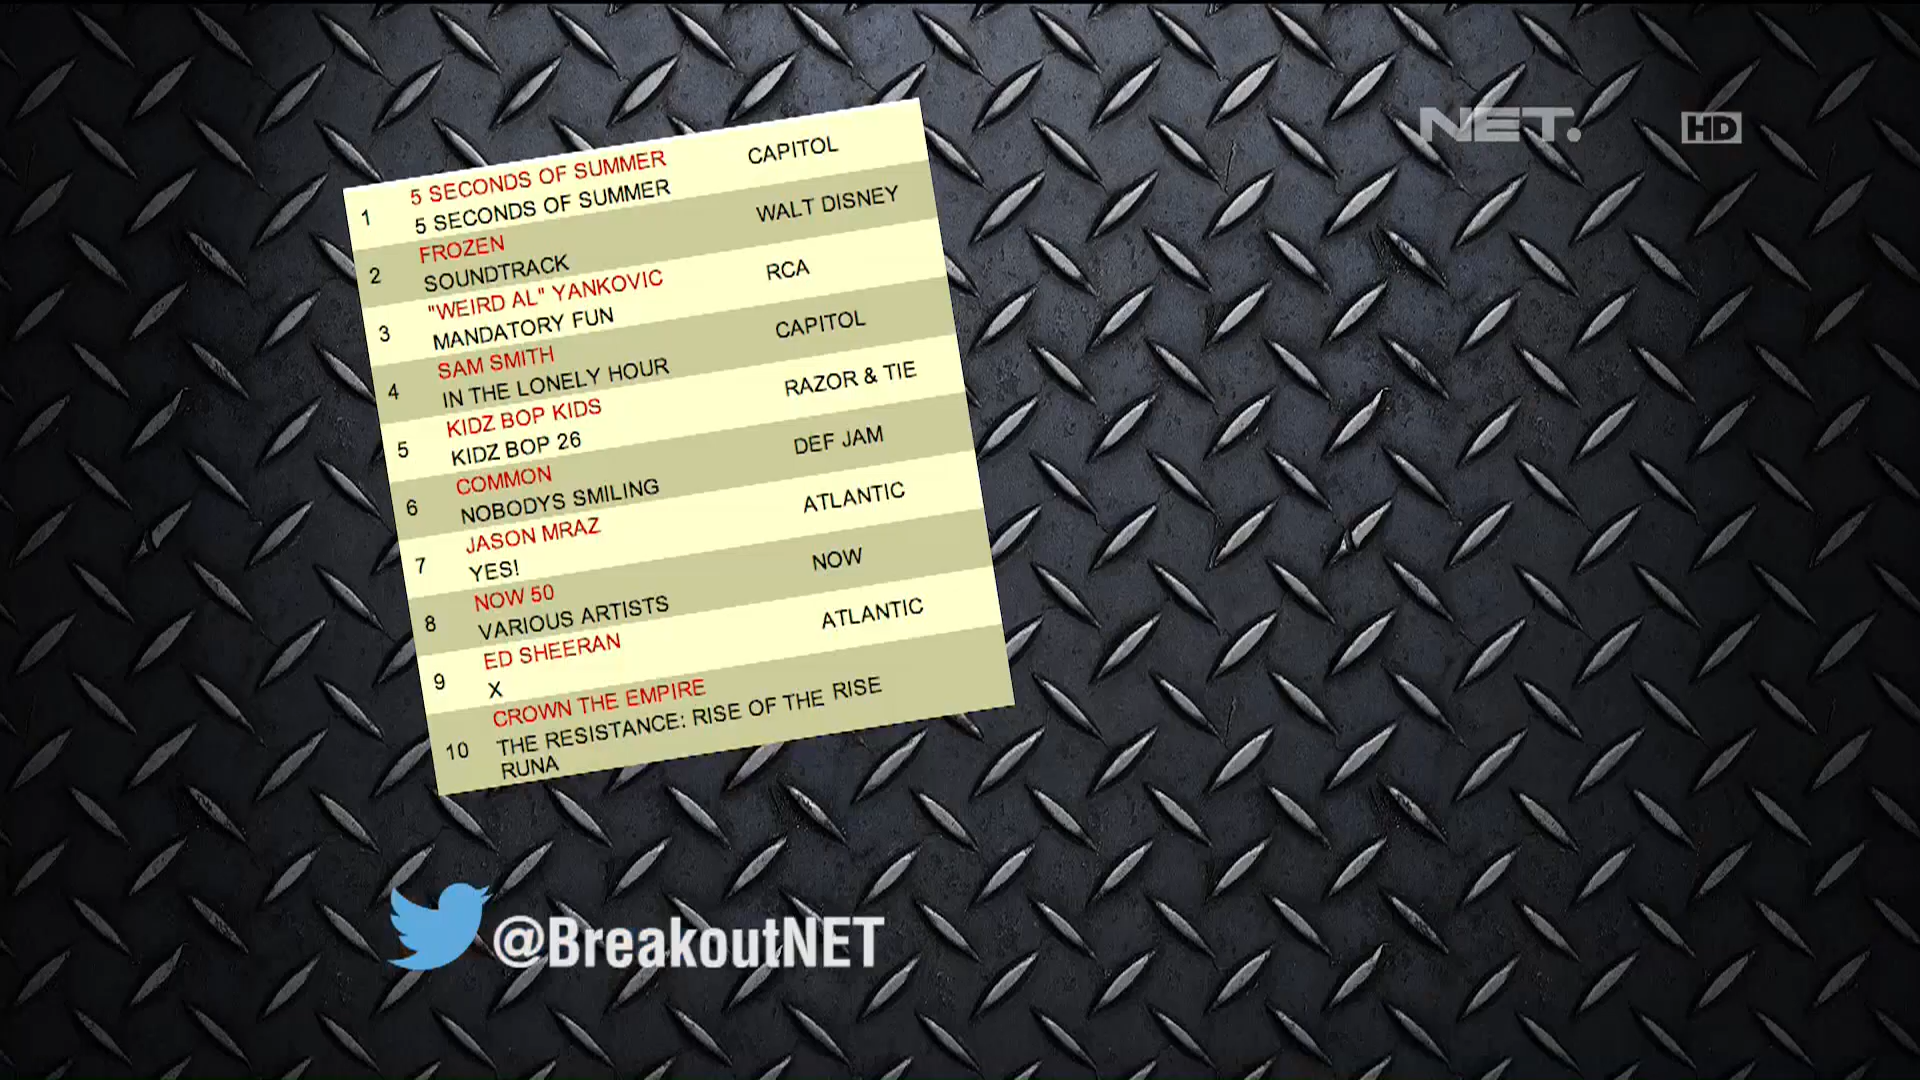 NET.
HD
1 5 SECONDS OF SUMMER CAPITOL
5 SECONDS OF SUMMER
2 FROZEN WALT DISNEY
SOUNDTRACK
3 "WEIRD AL" YANKOVIC RCA
MANDATORY FUN
4 SAM SMITH CAPITOL
IN THE LONELY HOUR
5 KIDZ BOP KIDS RAZOR & TIE
KIDZ BOP 26
6 COMMON DEF JAM
NOBODYS SMILING
7 JASON MRAZ ATLANTIC
YES!
8 NOW 50 NOW
VARIOUS ARTISTS
9 ED SHEERAN ATLANTIC
X
10 CROWN THE EMPIRE
THE RESISTANCE: RISE OF THE RISE
RUNA
@BreakoutNET